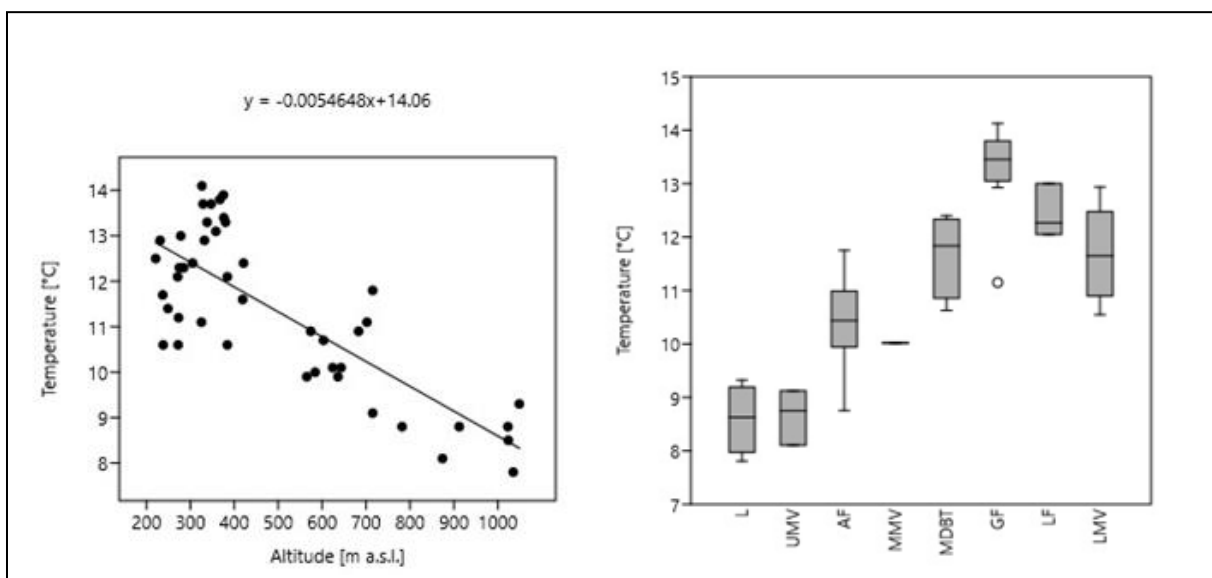 y = -0.0054648x+14.06
Temperature [°C]
14
13
12
11
10
9
8
200 300 400 500 600 700 800 900 1000
Altitude [m a.s.l.]
Temperature [°C]
15
14
13
12
11
10
9
8
7
L
UMV
AF
MMV
MDBT
GF
LF
LMV